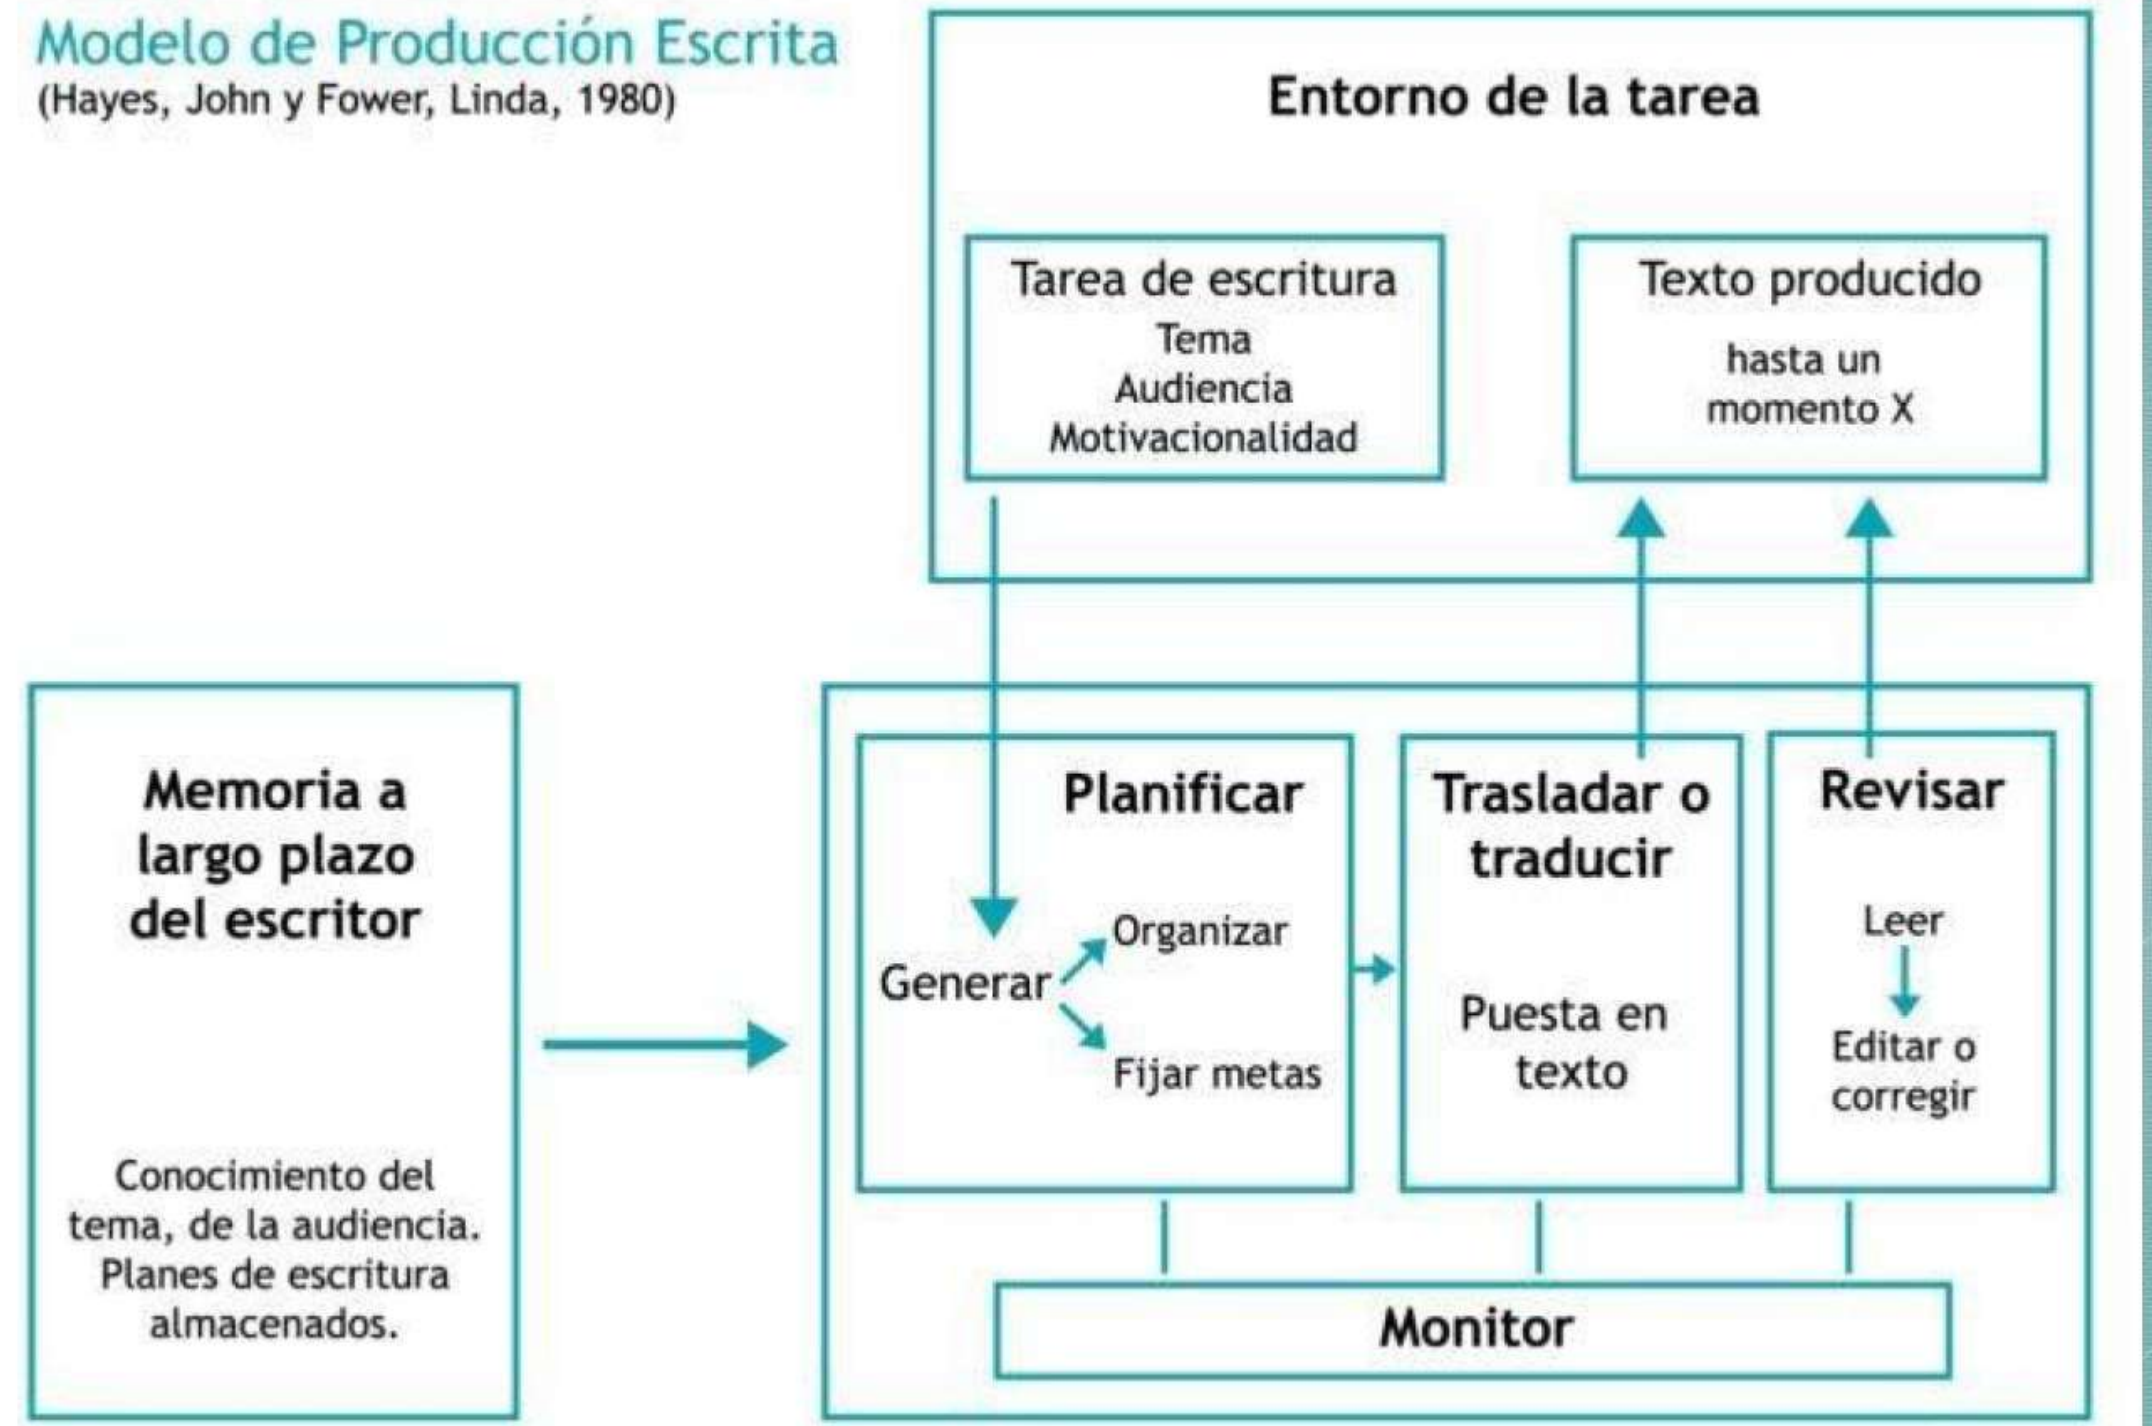 Modelo de Producción Escrita
(Hayes, John y Fower, Linda, 1980)
Entorno de la tarea
Tarea de escritura
Tema
Audiencia
Motivacionalidad
Texto producido
hasta un
momento X
Memoria a
largo plazo
del escritor
Conocimiento del
tema, de la audiencia.
Planes de escritura
almacenados.
Planificar
Generar
Organizar
Fijar metas
Trasladar o
traducir
Puesta en
texto
Revisar
Leer
Editar o
corregir
Monitor